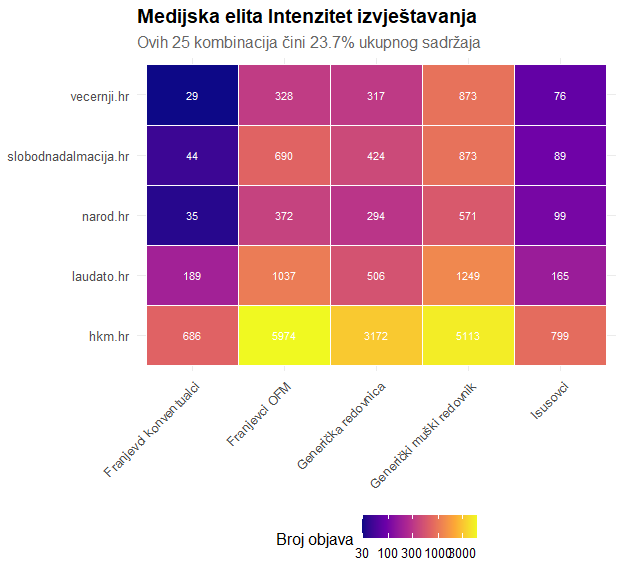 Medijska elita Intenzitet izvještavanja
Ovih 25 kombinacija čini 23.7% ukupnog sadržaja
vecernji.hr 29 328 317 873 76
slobodnadalmacija.hr 44 690 424 873 89
narod.hr 35 372 294 571 99
laudato.hr 189 1037 506 1249 165
hkm.hr 686 5974 3172 5113 799
Franjevci konventualci
Franjevci OFM
Generička redovnica
Generički muški redovnik
Isusovci
Broj objava
30 100 300 1000 3000